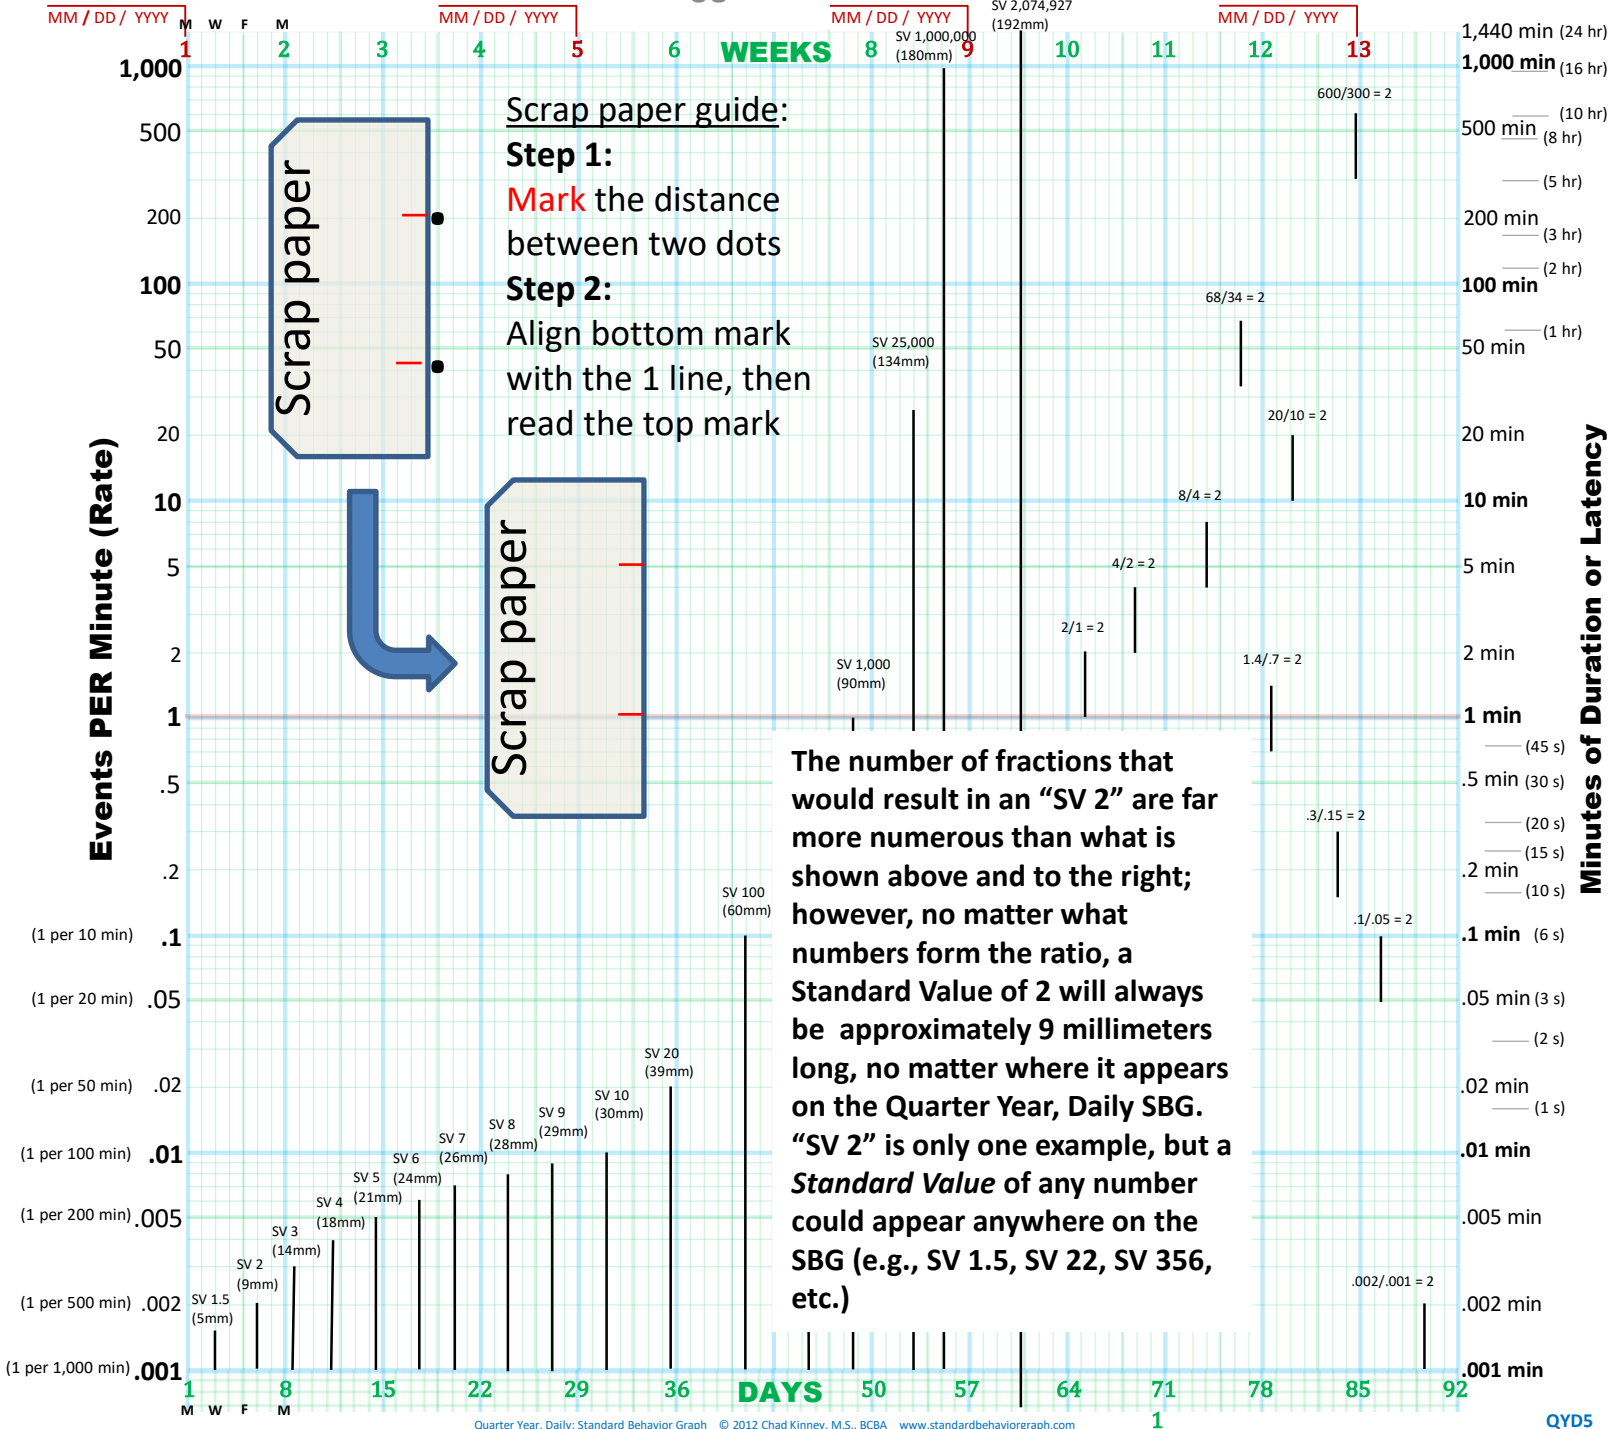 MM / DD / YYYY
MM / DD / YYYY
MM / DD / YYYY
MM / DD / YYYY
M W F M
SV 2,074,927
(192mm)
SV 1,000,000
(180mm)
1 2 3 4 5 6 WEEKS 8 9 10 11 12 13
1,440 min (24 hr)
1,000
1,000 min (16 hr)
600/300 = 2
Scrap paper guide:
(10 hr)
500
500 min
(8 hr)
Step 1:
(5 hr)
Mark the distance
200
200 min
(3 hr)
between two dots
(2 hr)
Step 2:
100
100 min
68/34 = 2
Align bottom mark
(1 hr)
50
50 min
SV 25,000
(134mm)
with the 1 line, then
read the top mark
Scrap paper
20/10 = 2
20
20 min
Events PER Minute (Rate)
Minutes of Duration or Latency
10
10 min
8/4 = 2
Scrap paper
5
5 min
4/2 = 2
2/1 = 2
2
2 min
SV 1,000
(90mm)
1.4/.7 = 2
1
1 min
(45 s)
.5
.5 min (30 s)
.3/.15 = 2
(20 s)
(15 s)
.2
.2 min
(10 s)
The number of fractions that
would result in an “SV 2” are far
more numerous than what is
shown above and to the right;
however, no matter what
numbers form the ratio, a
Standard Value of 2 will always
be approximately 9 millimeters
long, no matter where it appears
on the Quarter Year, Daily SBG.
“SV 2” is only one example, but a
Standard Value of any number
could appear anywhere on the
SBG (e.g., SV 1.5, SV 22, SV 356,
etc.)
SV 100
(60mm)
.1/.05 = 2
(1 per 10 min) .1
.1 min (6 s)
(1 per 20 min) .05
.05 min (3 s)
(2 s)
SV 20
(39mm)
(1 per 50 min) .02
.02 min
(1 s)
SV 10
(30mm)
SV 9
(29mm)
SV 8
(28mm)
SV 7
(26mm)
(1 per 100 min) .01
.01 min
SV 6
(24mm)
SV 5
(21mm)
SV 4
(18mm)
(1 per 200 min) .005
.005 min
SV 3
(14mm)
SV 2
(9mm)
.002/.001 = 2
SV 1.5
(5mm)
(1 per 500 min) .002
.002 min
(1 per 1,000 min) .001
.001 min
1 8 15 22 29 36 DAYS 50 57 64 71 78 85 92
M W F M
1
Quarter Year, Daily: Standard Behavior Graph © 2012 Chad Kinney, M.S., BCBA www.standardbehaviorgraph.com
QYD5